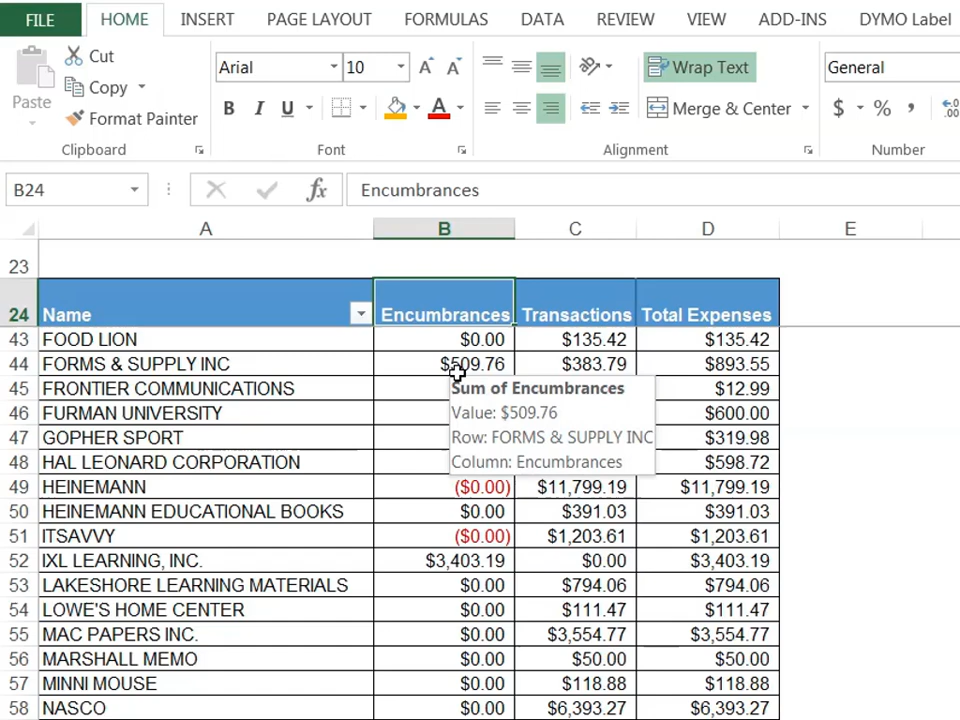 FILE HOME INSERT PAGE LAYOUT FORMULAS DATA REVIEW VIEW ADD-INS DYMO Label
Paste
Cut
Copy
Format Painter
Clipboard
Arial 10 A A
B I U A
Font
Wrap Text
Merge & Center
Alignment
General
$ % , .00
Number
B24 fx Encumbrances
A B C D E
23
24 Name Encumbrances Transactions Total Expenses
43 FOOD LION $0.00 $135.42 $135.42
44 FORMS & SUPPLY INC $509.76 $383.79 $893.55
45 FRONTIER COMMUNICATIONS $12.99
46 FURMAN UNIVERSITY $600.00
47 GOPHER SPORT $319.98
48 HAL LEONARD CORPORATION $598.72
Sum of Encumbrances
Value: $509.76
Row: FORMS & SUPPLY INC
Column: Encumbrances
49 HEINEMANN ($0.00) $11,799.19 $11,799.19
50 HEINEMANN EDUCATIONAL BOOKS $0.00 $391.03 $391.03
51 ITSAVVY ($0.00) $1,203.61 $1,203.61
52 IXL LEARNING, INC. $3,403.19 $0.00 $3,403.19
53 LAKESHORE LEARNING MATERIALS $0.00 $794.06 $794.06
54 LOWE'S HOME CENTER $0.00 $111.47 $111.47
55 MAC PAPERS INC. $0.00 $3,554.77 $3,554.77
56 MARSHALL MEMO $0.00 $50.00 $50.00
57 MINNI MOUSE $0.00 $118.88 $118.88
58 NASCO $0.00 $6,393.27 $6,393.27